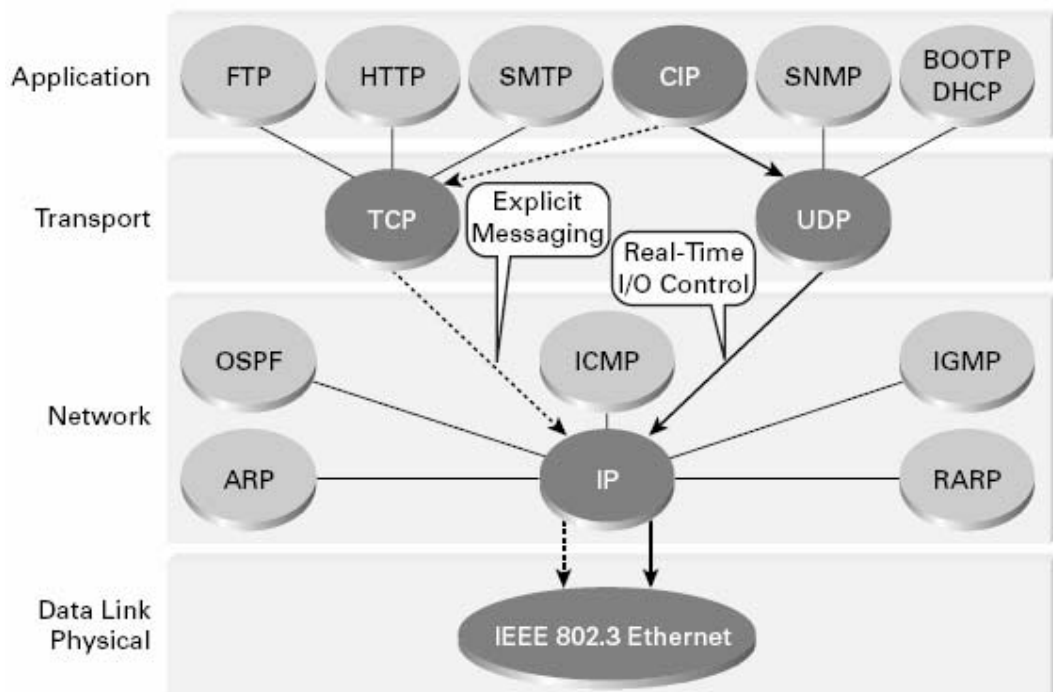 Application
FTP
HTTP
SMTP
CIP
SNMP
BOOTP
DHCP
Transport
TCP
Explicit
Messaging
UDP
Real-Time
I/O Control
Network
OSPF
ICMP
IGMP
ARP
IP
RARP
Data Link
Physical
IEEE 802.3 Ethernet